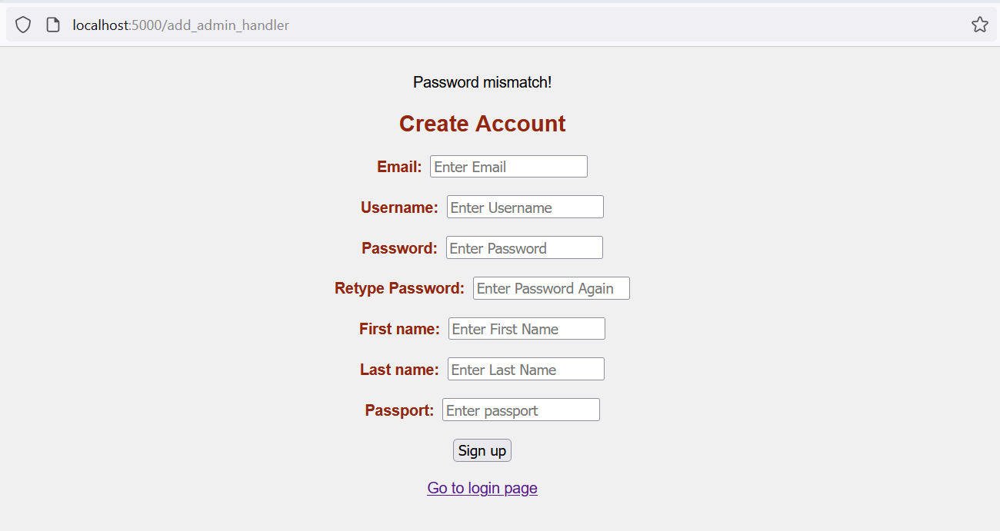 localhost:5000/add_admin_handler
Password mismatch!
Create Account
Email: Enter Email
Username: Enter Username
Password: Enter Password
Retype Password: Enter Password Again
First name: Enter First Name
Last name: Enter Last Name
Passport: Enter passport
Sign up
Go to login page